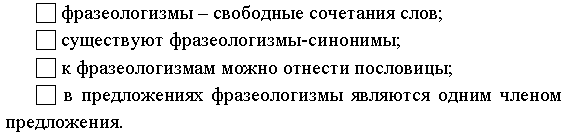 фразеологизмы – свободные сочетания слов;
существуют фразеологизмы-синонимы;
к фразеологизмам можно отнести пословицы;
в предложениях фразеологизмы являются одним членом
предложения.